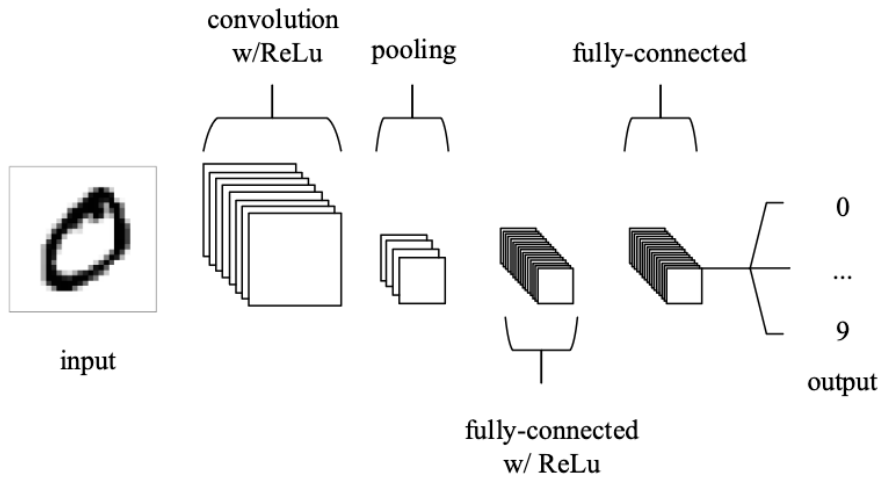 convolution
w/ReLu
pooling
fully-connected
input
0
...
9
output
fully-connected
w/ ReLu